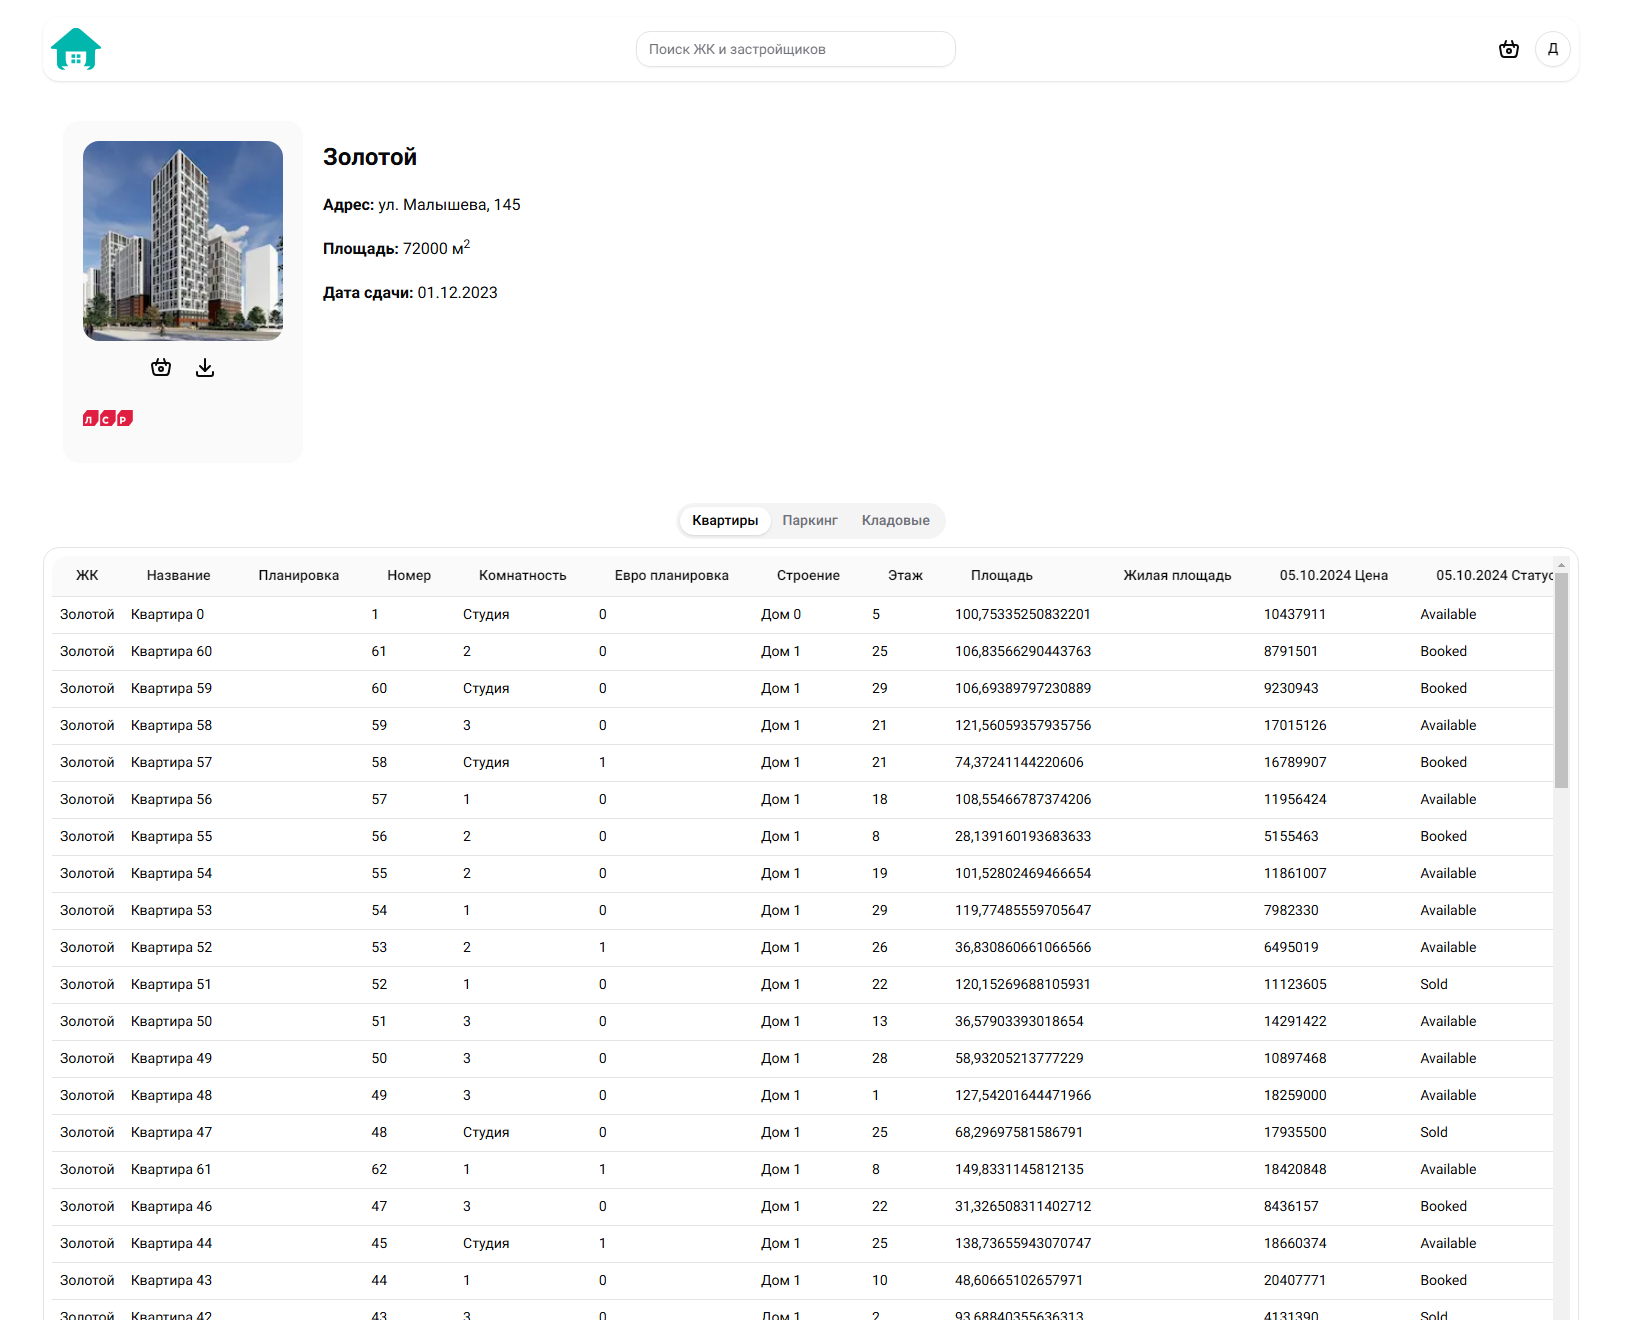 Поиск ЖК и застройщиков
Д
Золотой
Адрес: ул. Малышева, 145
Площадь: 72000 м2
Дата сдачи: 01.12.2023
ЛСР
Квартиры Паркинг Кладовые
ЖК Название Планировка Номер Комнатность Евро планировка Строение Этаж Площадь Жилая площадь 05.10.2024 Цена 05.10.2024 Статус
Золотой Квартира 0 1 Студия 0 Дом 0 5 100,75335250832201 10437911 Available
Золотой Квартира 60 61 2 0 Дом 1 25 106,83566290443763 8791501 Booked
Золотой Квартира 59 60 Студия 0 Дом 1 29 106,69389797230889 9230943 Booked
Золотой Квартира 58 59 3 0 Дом 1 21 121,56059357935756 17015126 Available
Золотой Квартира 57 58 Студия 1 Дом 1 21 74,37241144220606 16789907 Booked
Золотой Квартира 56 57 1 0 Дом 1 18 108,55466787374206 11956424 Available
Золотой Квартира 55 56 2 0 Дом 1 8 28,139160193683633 5155463 Booked
Золотой Квартира 54 55 2 0 Дом 1 19 101,52802469466654 11861007 Available
Золотой Квартира 53 54 1 0 Дом 1 29 119,77485559705647 7982330 Available
Золотой Квартира 52 53 2 1 Дом 1 26 36,830860661066566 6495019 Available
Золотой Квартира 51 52 1 0 Дом 1 22 120,15269688105931 11123605 Sold
Золотой Квартира 50 51 3 0 Дом 1 13 36,57903393018654 14291422 Available
Золотой Квартира 49 50 3 0 Дом 1 28 58,93205213777229 10897468 Available
Золотой Квартира 48 49 3 0 Дом 1 1 127,54201644471966 18259000 Available
Золотой Квартира 47 48 Студия 0 Дом 1 25 68,29697581586791 17935500 Sold
Золотой Квартира 61 62 1 1 Дом 1 8 149,8331145812135 18420848 Available
Золотой Квартира 46 47 3 0 Дом 1 22 31,326508311402712 8436157 Booked
Золотой Квартира 44 45 Студия 1 Дом 1 25 138,73655943070747 18660374 Available
Золотой Квартира 43 44 1 0 Дом 1 10 48,60665102657971 20407771 Booked
Золотой Квартира 42 43 3 0 Дом 1 2 93,68840355636313 4131390 Sold